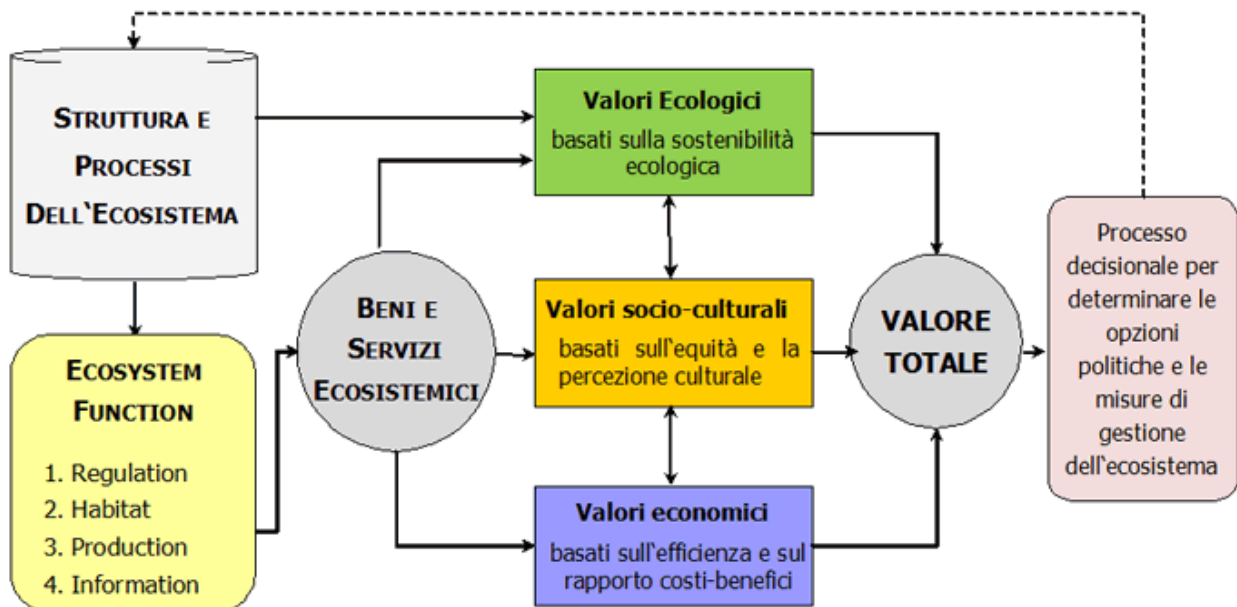 STRUTTURA E
PROCESSI
DELL'ECOSISTEMA
ECOSYSTEM
FUNCTION
1. Regulation
2. Habitat
3. Production
4. Information
BENI E
SERVIZI
ECOSISTEMICI
Valori Ecologici
basati sulla sostenibilità
ecologica
Valori socio-culturali
basati sull'equità e la
percezione culturale
Valori economici
basati sull'efficienza e sul
rapporto costi-benefici
VALORE
TOTALE
Processo
decisionale per
determinare le
opzioni
politiche e le
misure di
gestione
dell'ecosistema